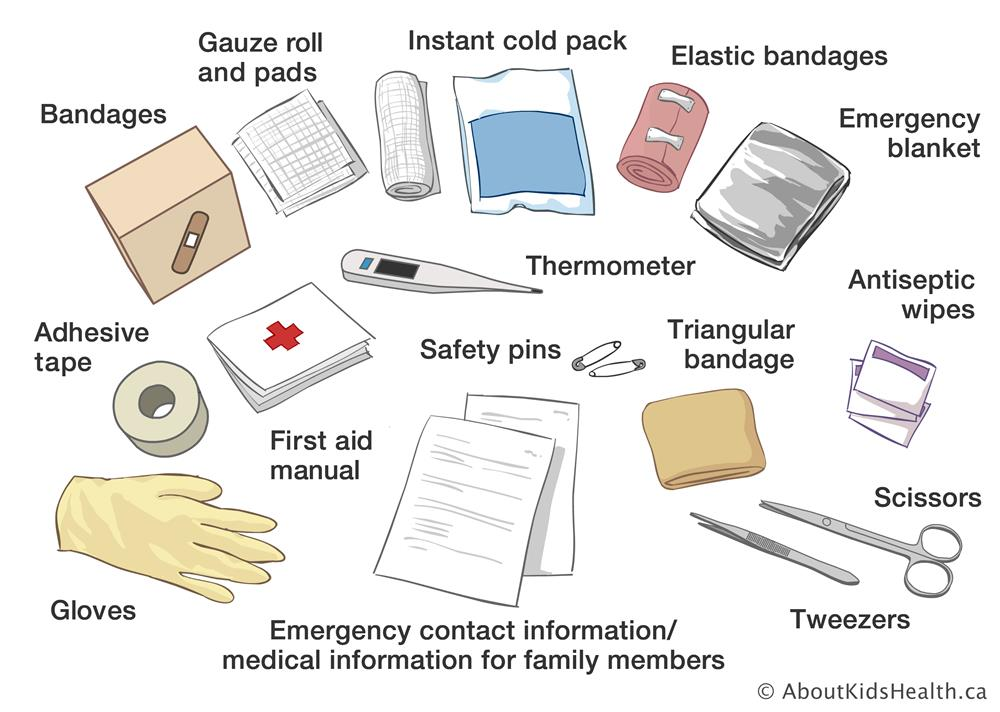 Gauze roll
and pads
Instant cold pack
Elastic bandages
Bandages
Emergency
blanket
Thermometer
Antiseptic
wipes
Adhesive
tape
Safety pins
Triangular
bandage
First aid
manual
Scissors
Gloves
Tweezers
Emergency contact information/
medical information for family members
© AboutKidsHealth.ca